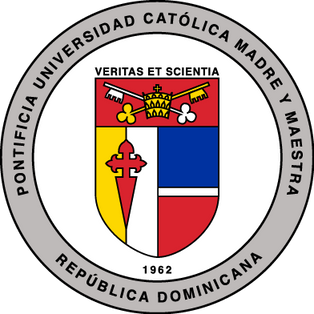 PONTIFICIA UNIVERSIDAD CATÓLICA MADRE Y MAESTRA
VERITAS ET SCIENTIA
1962
REPÚBLICA DOMINICANA